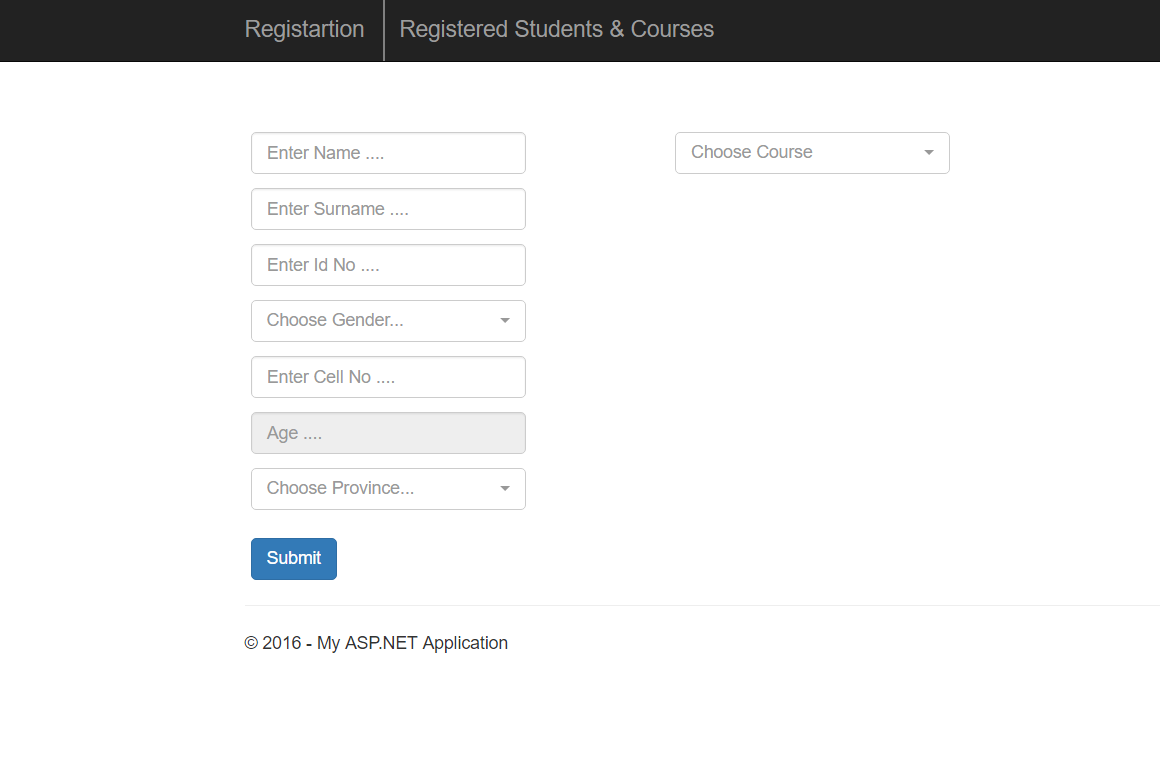 Registartion
Registered Students & Courses
Enter Name ....
Choose Course
Enter Surname ....
Enter Id No ....
Choose Gender...
Enter Cell No ....
Age ....
Choose Province...
Submit
© 2016 - My ASP.NET Application